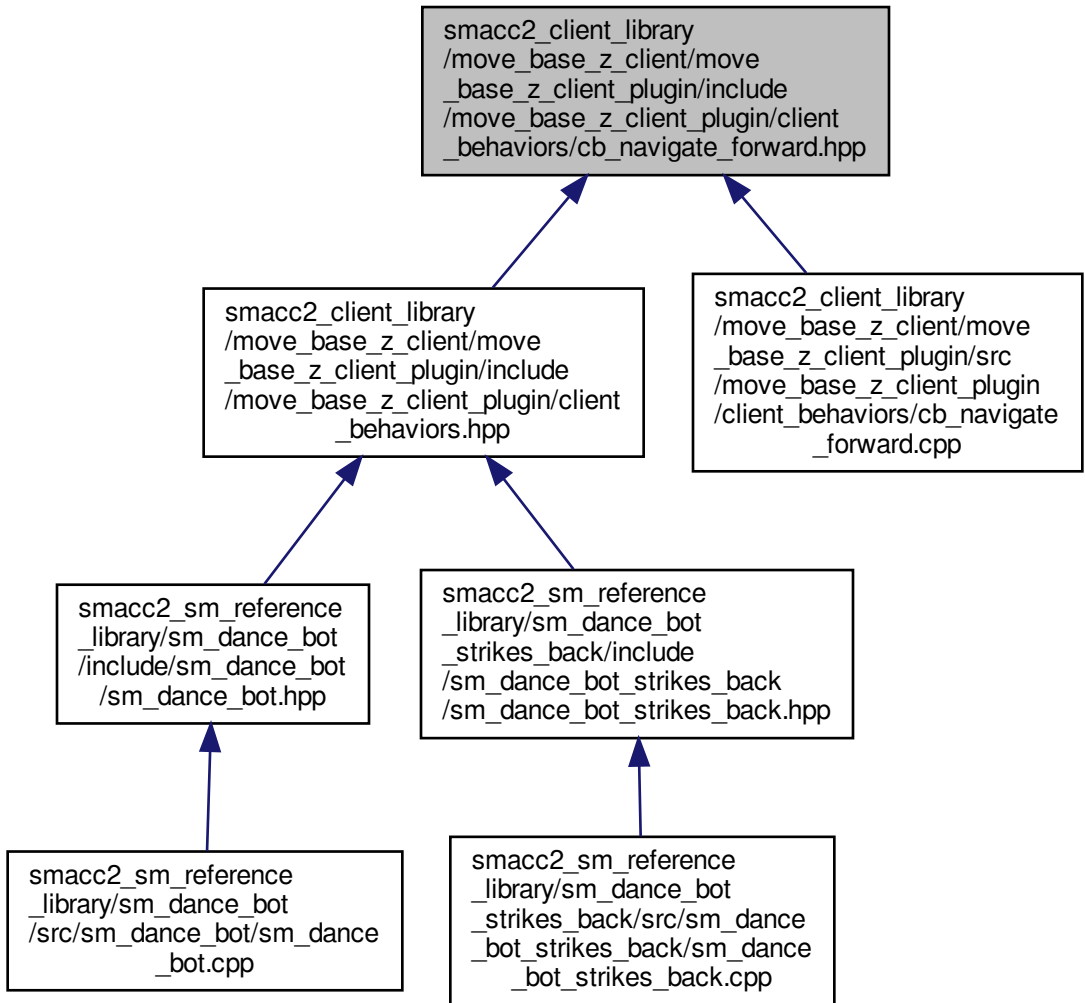 smacc2_client_library
/move_base_z_client/move
_base_z_client_plugin/include
/move_base_z_client_plugin/client
_behaviors/cb_navigate_forward.hpp
smacc2_client_library
/move_base_z_client/move
_base_z_client_plugin/include
/move_base_z_client_plugin/client
_behaviors.hpp
smacc2_client_library
/move_base_z_client/move
_base_z_client_plugin/src
/move_base_z_client_plugin
/client_behaviors/cb_navigate
_forward.cpp
smacc2_sm_reference
_library/sm_dance_bot
/include/sm_dance_bot
/sm_dance_bot.hpp
smacc2_sm_reference
_library/sm_dance_bot
_strikes_back/include
/sm_dance_bot_strikes_back
/sm_dance_bot_strikes_back.hpp
smacc2_sm_reference
_library/sm_dance_bot
/src/sm_dance_bot/sm_dance
_bot.cpp
smacc2_sm_reference
_library/sm_dance_bot
_strikes_back/src/sm_dance
_bot_strikes_back/sm_dance
_bot_strikes_back.cpp